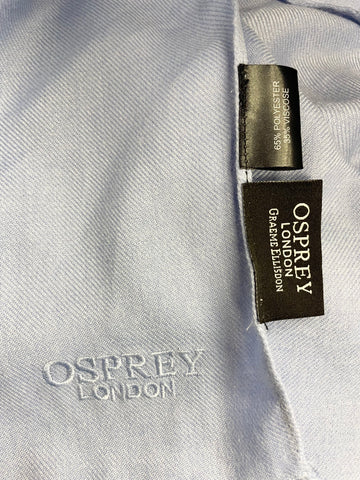 65% POLYESTER
35% VISCOSE
OSPREY
LONDON
GRAEME ELLISDON
OSPREY
LONDON